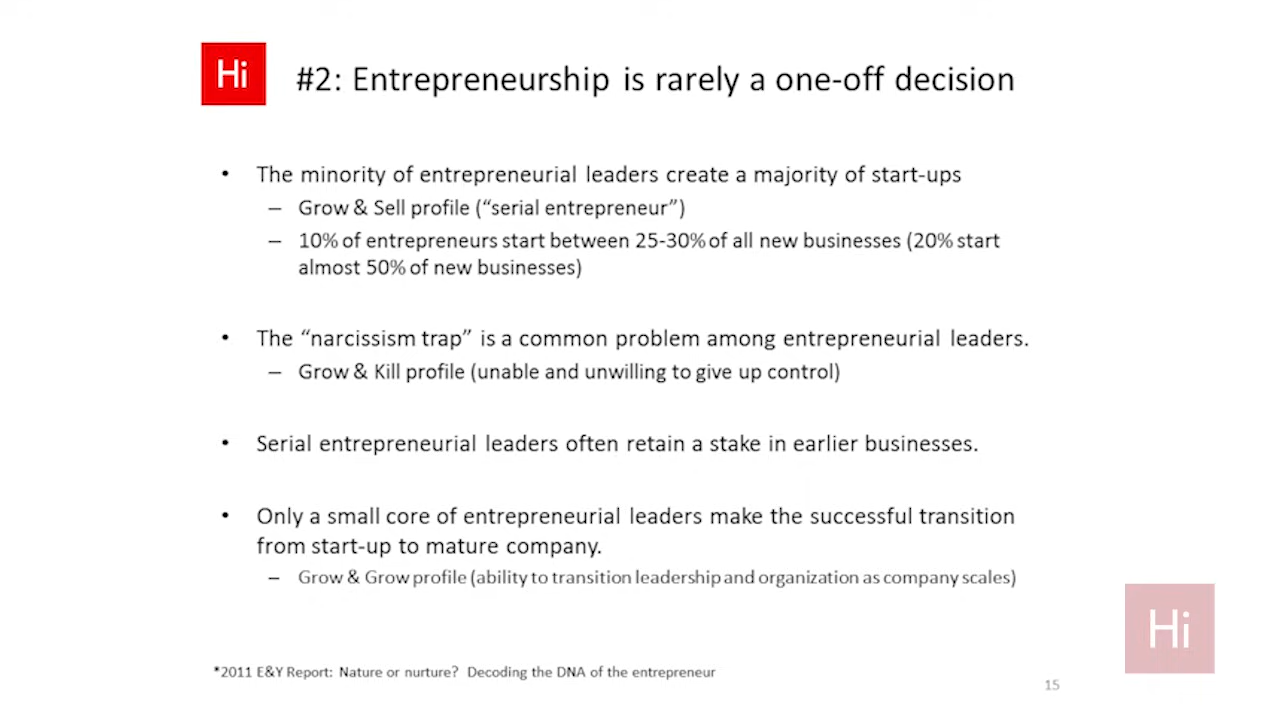 Hi
#2: Entrepreneurship is rarely a one-off decision
• The minority of entrepreneurial leaders create a majority of start-ups
– Grow & Sell profile (“serial entrepreneur”)
– 10% of entrepreneurs start between 25-30% of all new businesses (20% start
almost 50% of new businesses)
• The “narcissism trap” is a common problem among entrepreneurial leaders.
– Grow & Kill profile (unable and unwilling to give up control)
• Serial entrepreneurial leaders often retain a stake in earlier businesses.
• Only a small core of entrepreneurial leaders make the successful transition
from start-up to mature company.
– Grow & Grow profile (ability to transition leadership and organization as company scales)
Hi
*2011 E&Y Report: Nature or nurture? Decoding the DNA of the entrepreneur
15